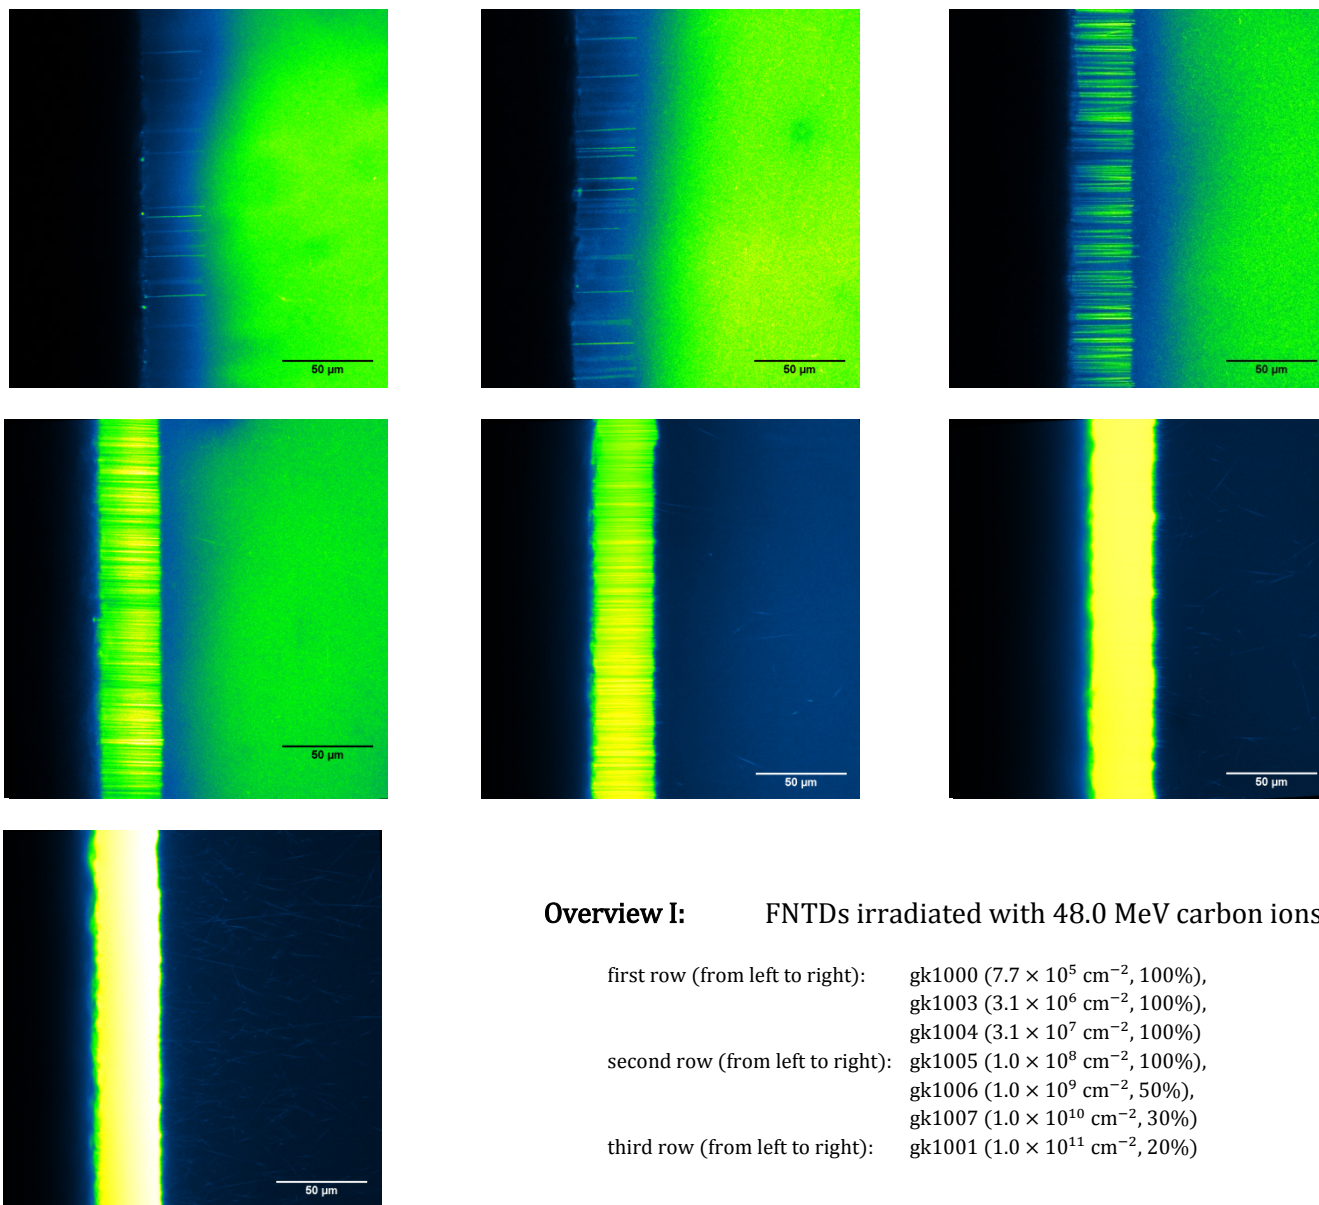 50 µm
50 µm
50 µm
50 µm
50 µm
50 µm
50 µm
Overview I: FNTDs irradiated with 48.0 MeV carbon ions
first row (from left to right): gk1000 (7.7 × 10⁵ cm⁻², 100%),
gk1003 (3.1 × 10⁶ cm⁻², 100%),
gk1004 (3.1 × 10⁷ cm⁻², 100%)
second row (from left to right): gk1005 (1.0 × 10⁸ cm⁻², 100%),
gk1006 (1.0 × 10⁹ cm⁻², 50%),
gk1007 (1.0 × 10¹⁰ cm⁻², 30%)
third row (from left to right): gk1001 (1.0 × 10¹¹ cm⁻², 20%)